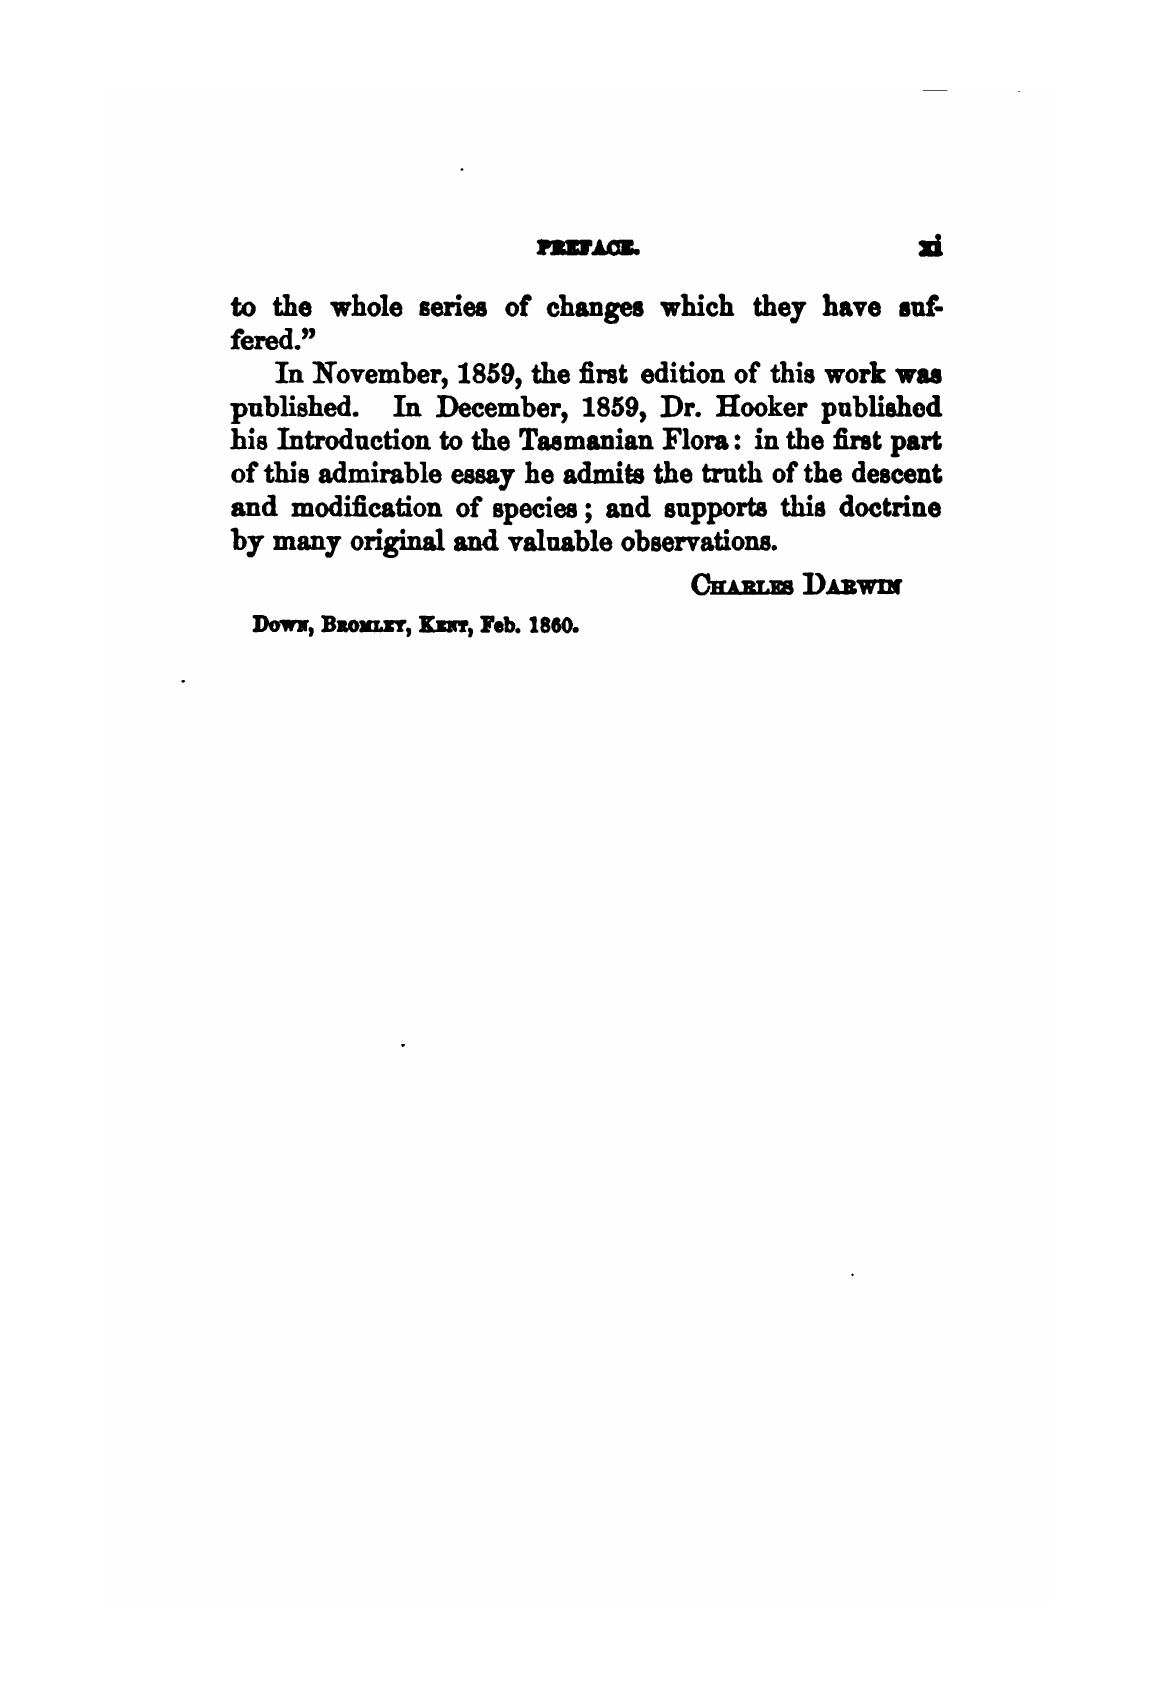 PREFACE. xi
to the whole series of changes which they have suf-
fered.”
In November, 1859, the first edition of this work was
published. In December, 1859, Dr. Hooker published
his Introduction to the Tasmanian Flora: in the first part
of this admirable essay he admits the truth of the descent
and modification of species; and supports this doctrine
by many original and valuable observations.
CHARLES DARWIN
DOWN, BROMLEY, KENT, Feb. 1860.